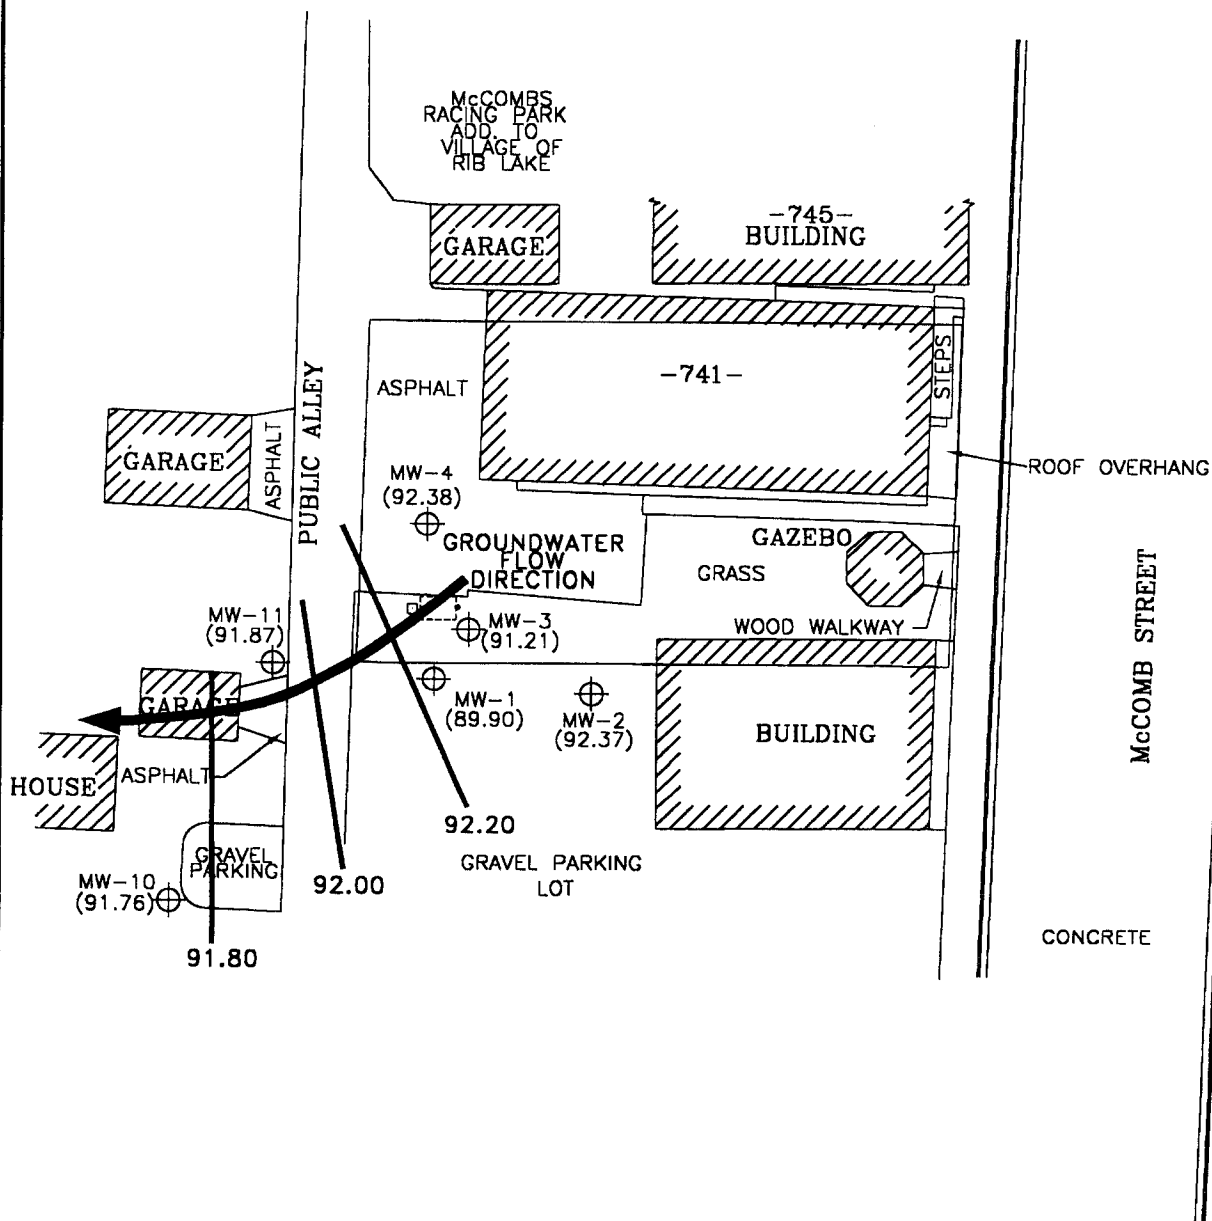 McCOMBS
RACING PARK
ADD. TO
VILLAGE OF
RIB LAKE
GARAGE
-745-
BUILDING
-741-
STEPS
ASPHALT
PUBLIC ALLEY
GARAGE
ASPHALT
ROOF OVERHANG
MW-4
(92.38)
GROUNDWATER
FLOW
DIRECTION
GAZEBO
GRASS
WOOD WALKWAY
McCOMB STREET
MW-11
(91.87)
MW-3
(91.21)
MW-1
(89.90)
MW-2
(92.37)
GARAGE
BUILDING
HOUSE
ASPHALT
92.20
GRAVEL PARKING
LOT
GRAVEL
PARKING
92.00
MW-10
(91.76)
91.80
CONCRETE